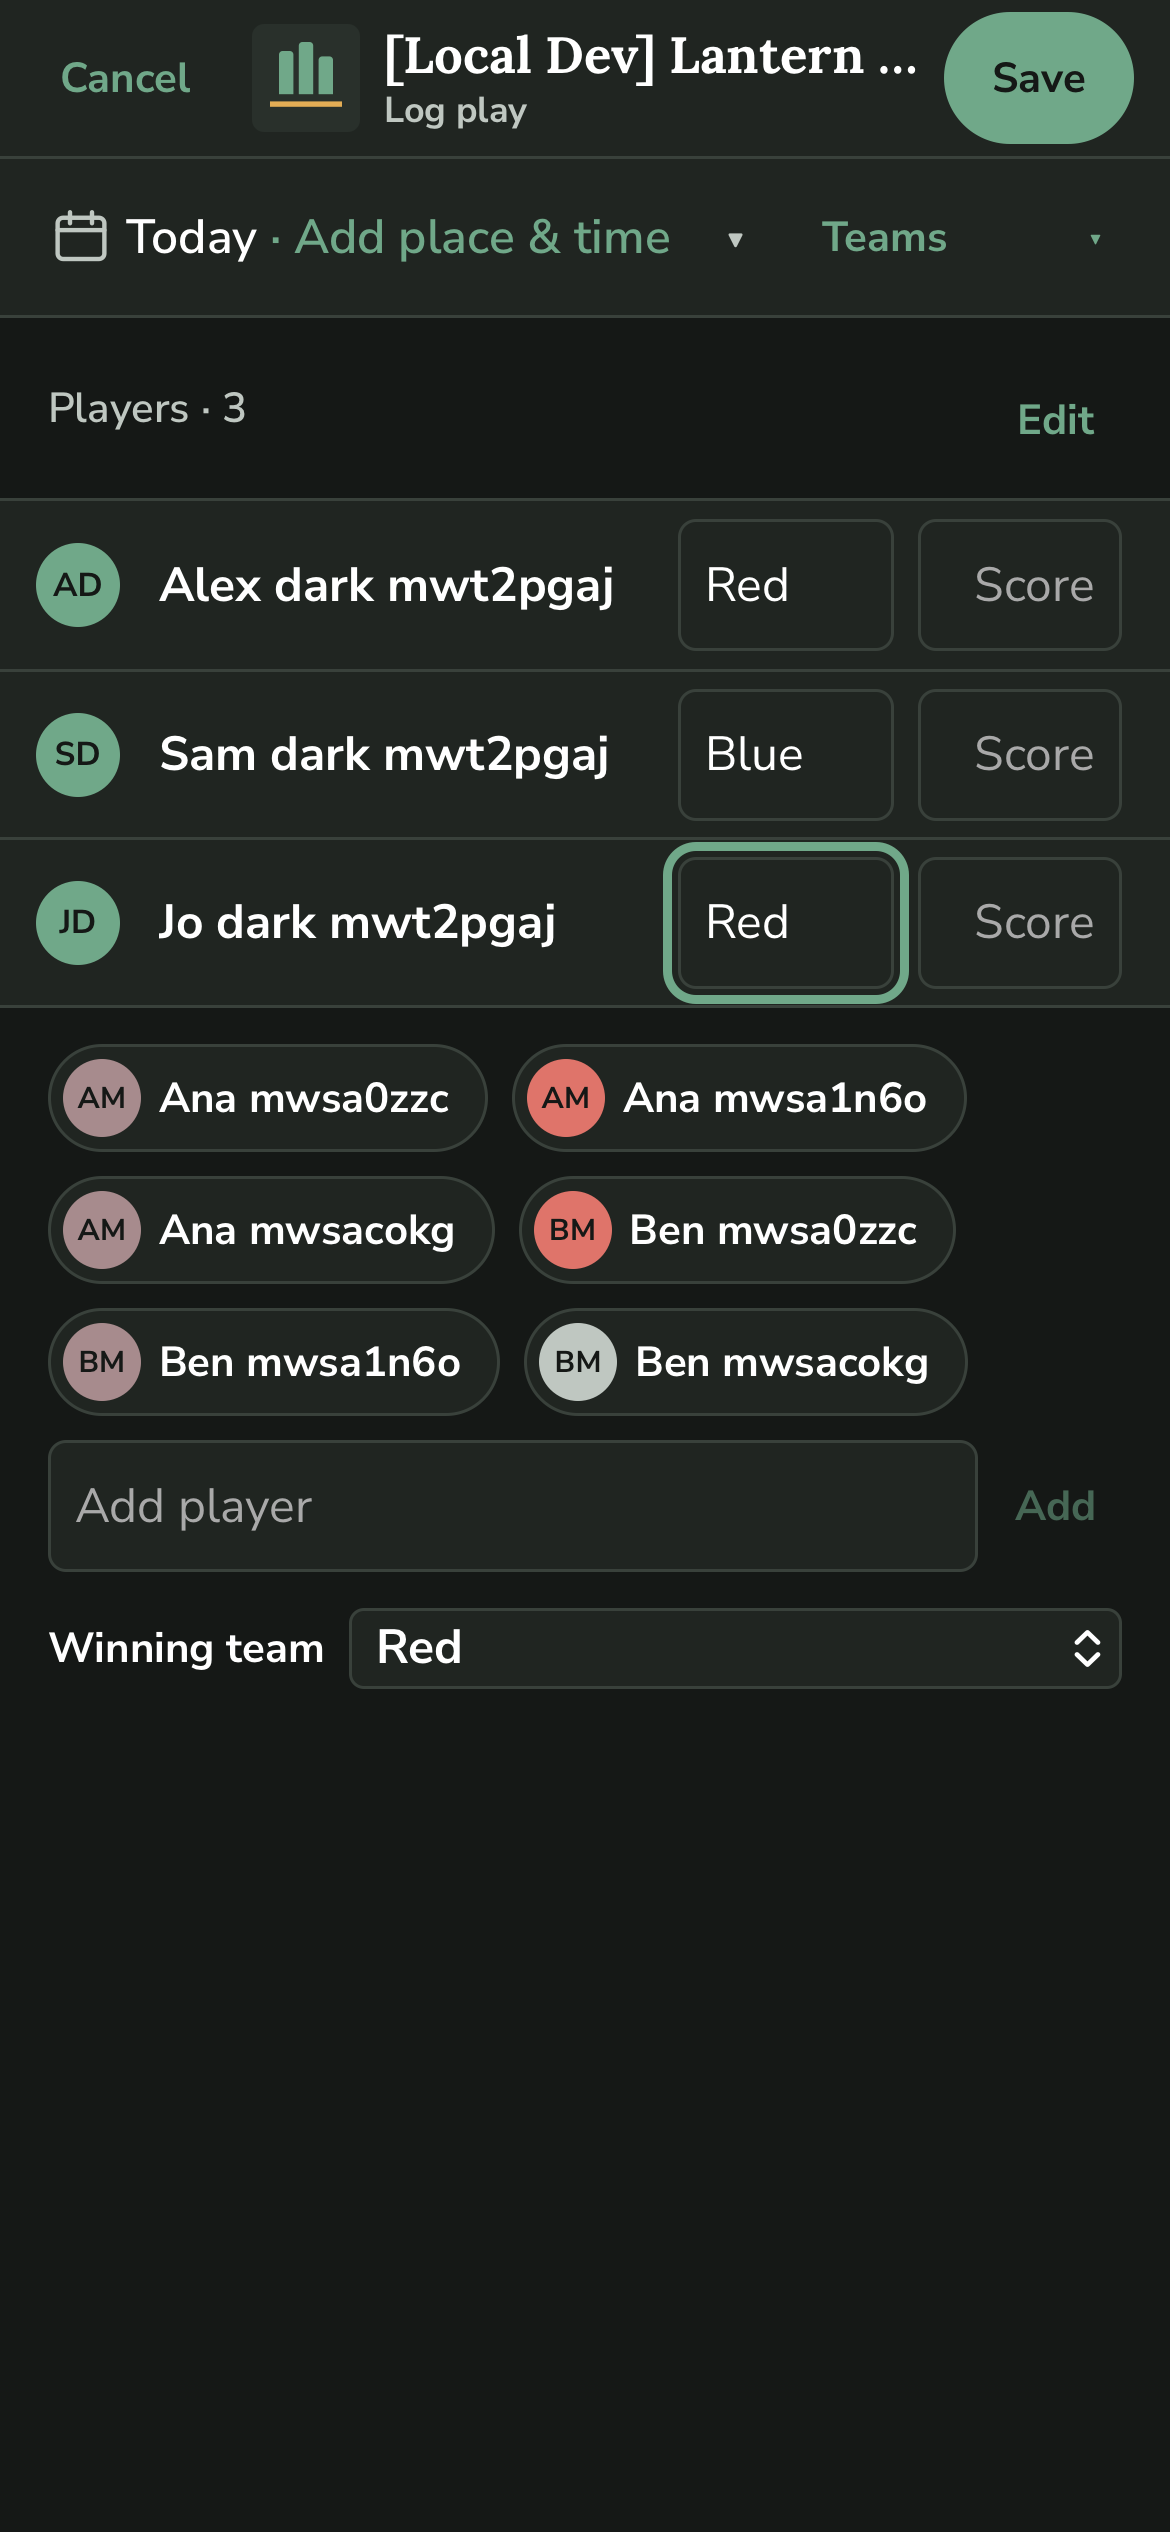 Cancel
[Local Dev] Lantern ...
Log play
Save
Today · Add place & time
Teams
Players · 3
Edit
AD Alex dark mwt2pgaj Red Score
SD Sam dark mwt2pgaj Blue Score
JD Jo dark mwt2pgaj Red Score
AM Ana mwsa0zzc
AM Ana mwsa1n6o
AM Ana mwsacokg
BM Ben mwsa0zzc
BM Ben mwsa1n6o
BM Ben mwsacokg
Add player
Add
Winning team Red